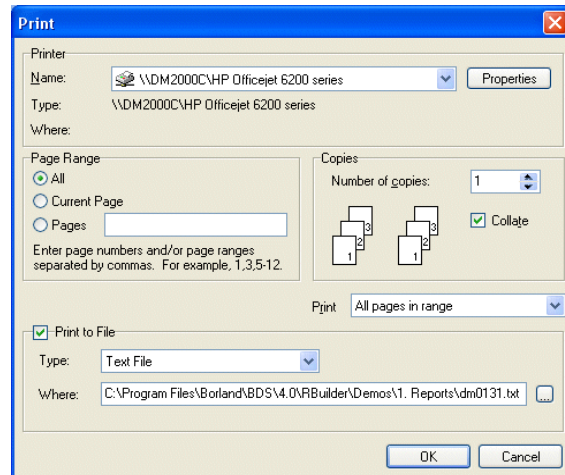 Print
Printer
Name: \\DM2000C\HP Officejet 6200 series Properties
Type: \\DM2000C\HP Officejet 6200 series
Where:
Page Range
All
Current Page
Pages
Enter page numbers and/or page ranges
separated by commas. For example, 1,3,5-12.
Copies
Number of copies: 1
1 2 3 1 2 3
Collate
Print All pages in range
Print to File
Type: Text File
Where: C:\Program Files\Borland\BDS\4.0\RBuilder\Demos\1. Reports\dm0131.txt ...
OK Cancel